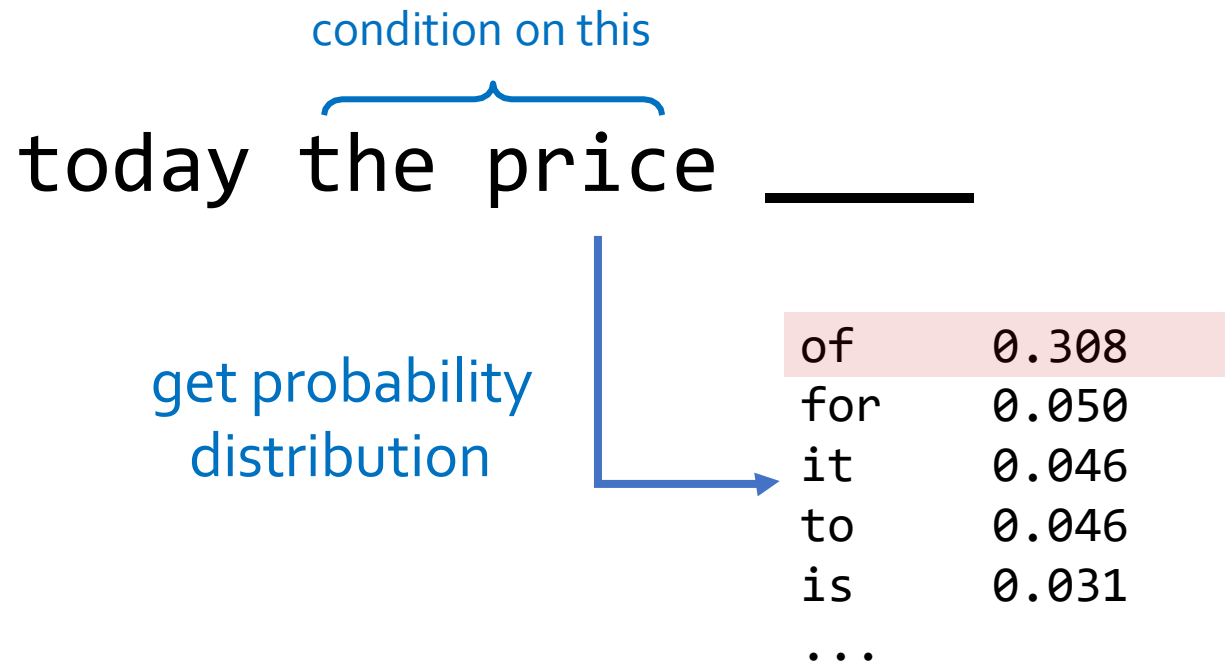 condition on this
today the price ____
get probability
distribution
of 0.308
for 0.050
it 0.046
to 0.046
is 0.031
...